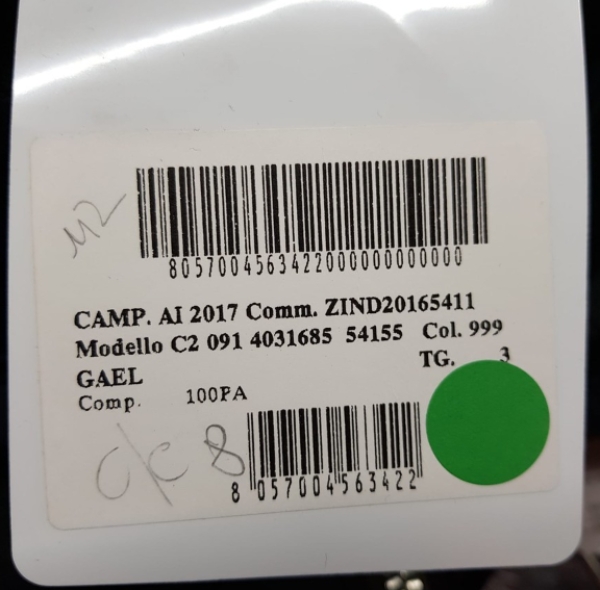 M2
8057004563422000000000000
CAMP. AI 2017 Comm. ZIND20165411
Modello C2 091 4031685 54155 Col. 999
GAEL TG. 3
Comp. 100PA
c/c 8
8 057004 563422